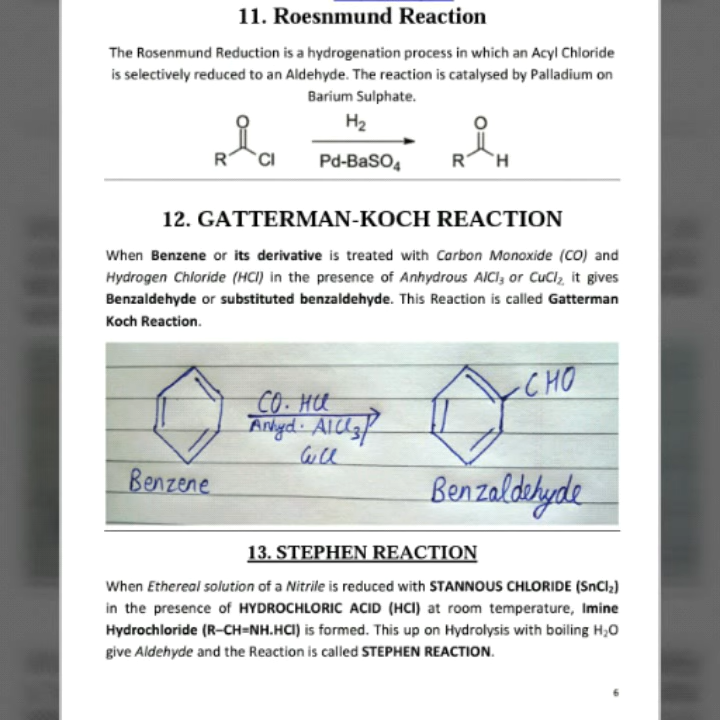 11. Roesnmund Reaction
The Rosenmund Reduction is a hydrogenation process in which an Acyl Chloride
is selectively reduced to an Aldehyde. The reaction is catalysed by Palladium on
Barium Sulphate.
O H₂ O
R Cl Pd-BaSO₄ R H
12. GATTERMAN-KOCH REACTION
When Benzene or its derivative is treated with Carbon Monoxide (CO) and
Hydrogen Chloride (HCl) in the presence of Anhydrous AlCl₃ or CuCl₂ it gives
Benzaldehyde or substituted benzaldehyde. This Reaction is called Gatterman
Koch Reaction.
CHO
CO. HCl
Anhyd. AlCl₃/
CuCl
Benzene Benzaldehyde
13. STEPHEN REACTION
When Ethereal solution of a Nitrile is reduced with STANNOUS CHLORIDE (SnCl₂)
in the presence of HYDROCHLORIC ACID (HCl) at room temperature, Imine
Hydrochloride (R–CH=NH.HCl) is formed. This up on Hydrolysis with boiling H₂O
give Aldehyde and the Reaction is called STEPHEN REACTION.
6